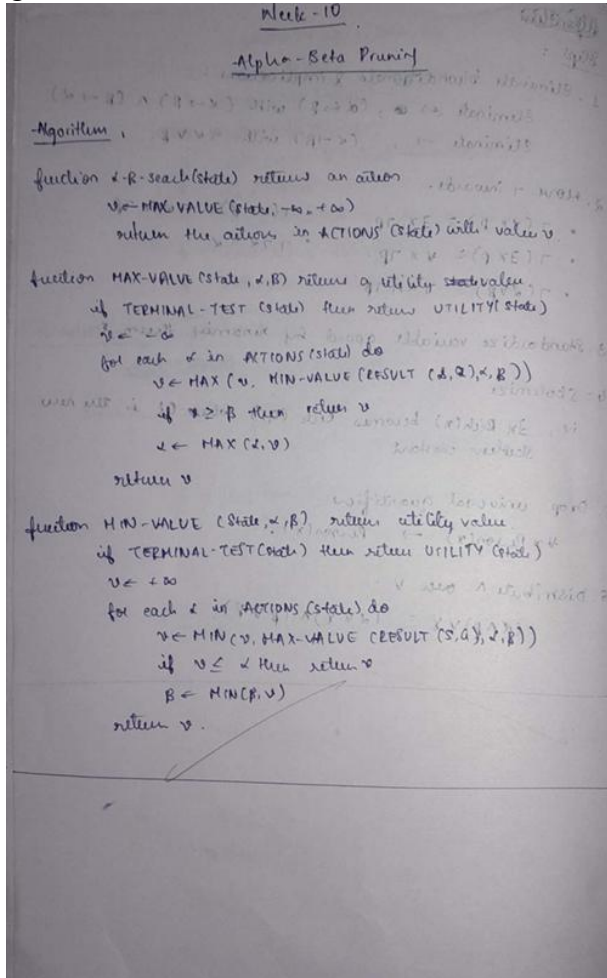 Week - 10
Alpha - Beta Pruning
Algorithm.
function α-β-search(state) returns an action
v ← MAX VALUE (state, -∞, +∞)
return the actions in ACTIONS (state) with value v
function MAX-VALUE (state, α, β) returns a utility value
if TERMINAL-TEST (state) then return UTILITY (state)
v ← -∞
for each α in ACTIONS (state) do
v ← MAX (v, MIN-VALUE (RESULT (s, a), α, β))
if v ≥ β then return v
α ← MAX (α, v)
return v
function MIN-VALUE (state, α, β) returns utility value
if TERMINAL-TEST (state) then return UTILITY (state)
v ← +∞
for each α in ACTIONS (state) do
v ← MIN (v, MAX-VALUE (RESULT (s, a), α, β))
if v ≤ α then return v
β ← MIN (β, v)
return v.